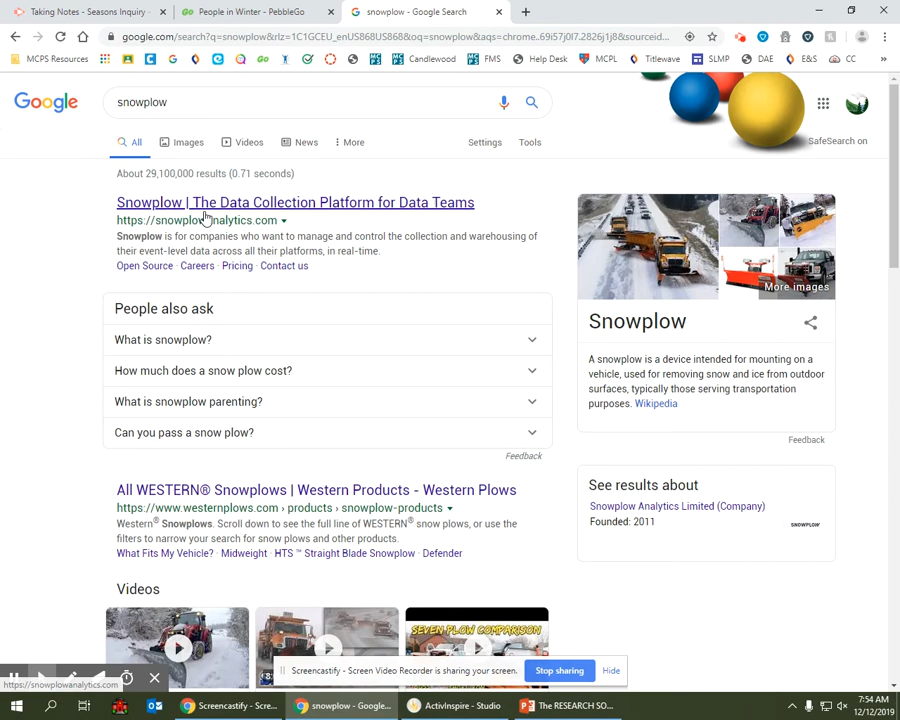 Taking Notes - Seasons Inquiry -
Go People in Winter - PebbleGo
snowplow - Google Search
google.com/search?q=snowplow&rlz=1C1GCEU_enUS868US868&oq=snowplow&aqs=chrome..69i57j0l7.2826j1j8&sourceid...
MCPS Resources
Candlewood
FMS
Help Desk
MCPL
Titlewave
SLMP
DAE
E&S
CC
»
Google
snowplow
SafeSearch on
All
Images
Videos
News
More
Settings
Tools
About 29,100,000 results (0.71 seconds)
Snowplow | The Data Collection Platform for Data Teams
https://snowplowanalytics.com
Snowplow is for companies who want to manage and control the collection and warehousing of
their event-level data across all their platforms, in real-time.
Open Source · Careers · Pricing · Contact us
People also ask
What is snowplow?
How much does a snow plow cost?
What is snowplow parenting?
Can you pass a snow plow?
Feedback
All WESTERN® Snowplows | Western Products - Western Plows
https://www.westernplows.com › products › snowplow-products
Western® Snowplows. Scroll down to see the full line of WESTERN® snow plows, or use the
filters to narrow your search for snow plows and other products.
What Fits My Vehicle? · Midweight · HTS ™ Straight Blade Snowplow · Defender
Videos
SEVEN PLOW COMPARISON
More images
Snowplow
A snowplow is a device intended for mounting on a
vehicle, used for removing snow and ice from outdoor
surfaces, typically those serving transportation
purposes. Wikipedia
Feedback
See results about
Snowplow Analytics Limited (Company)
Founded: 2011
SNOWPLOW
Screencastify - Screen Video Recorder is sharing your screen.
Stop sharing
Hide
https://snowplowanalytics.com
Screencastify - Scre...
snowplow - Google...
ActivInspire - Studio
The RESEARCH SO...
7:54 AM
12/12/2019